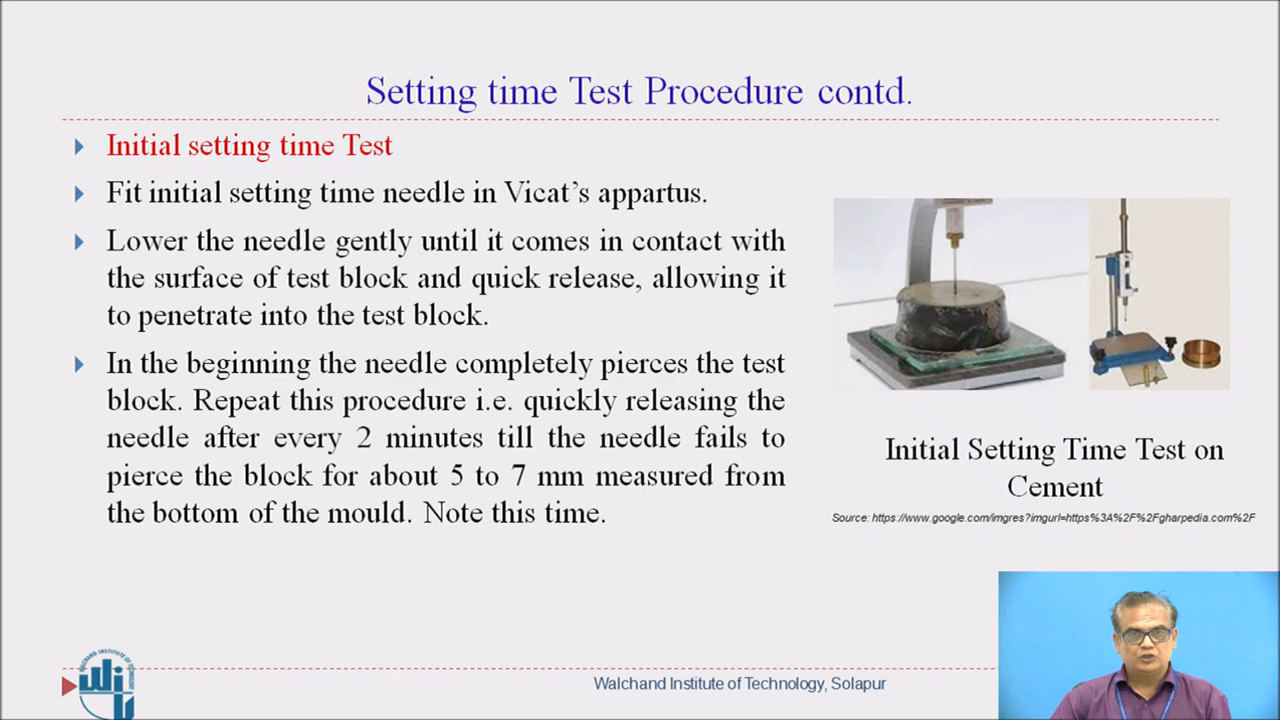 Setting time Test Procedure contd.
Initial setting time Test
Fit initial setting time needle in Vicat’s appartus.
Lower the needle gently until it comes in contact with
the surface of test block and quick release, allowing it
to penetrate into the test block.
In the beginning the needle completely pierces the test
block. Repeat this procedure i.e. quickly releasing the
needle after every 2 minutes till the needle fails to
pierce the block for about 5 to 7 mm measured from
the bottom of the mould. Note this time.
Initial Setting Time Test on
Cement
Source: https://www.google.com/imgres?imgurl=https%3A%2F%2Fgharpedia.com%2F
WALCHAND INSTITUTE OF TECHNOLOGY
WIT
Walchand Institute of Technology, Solapur